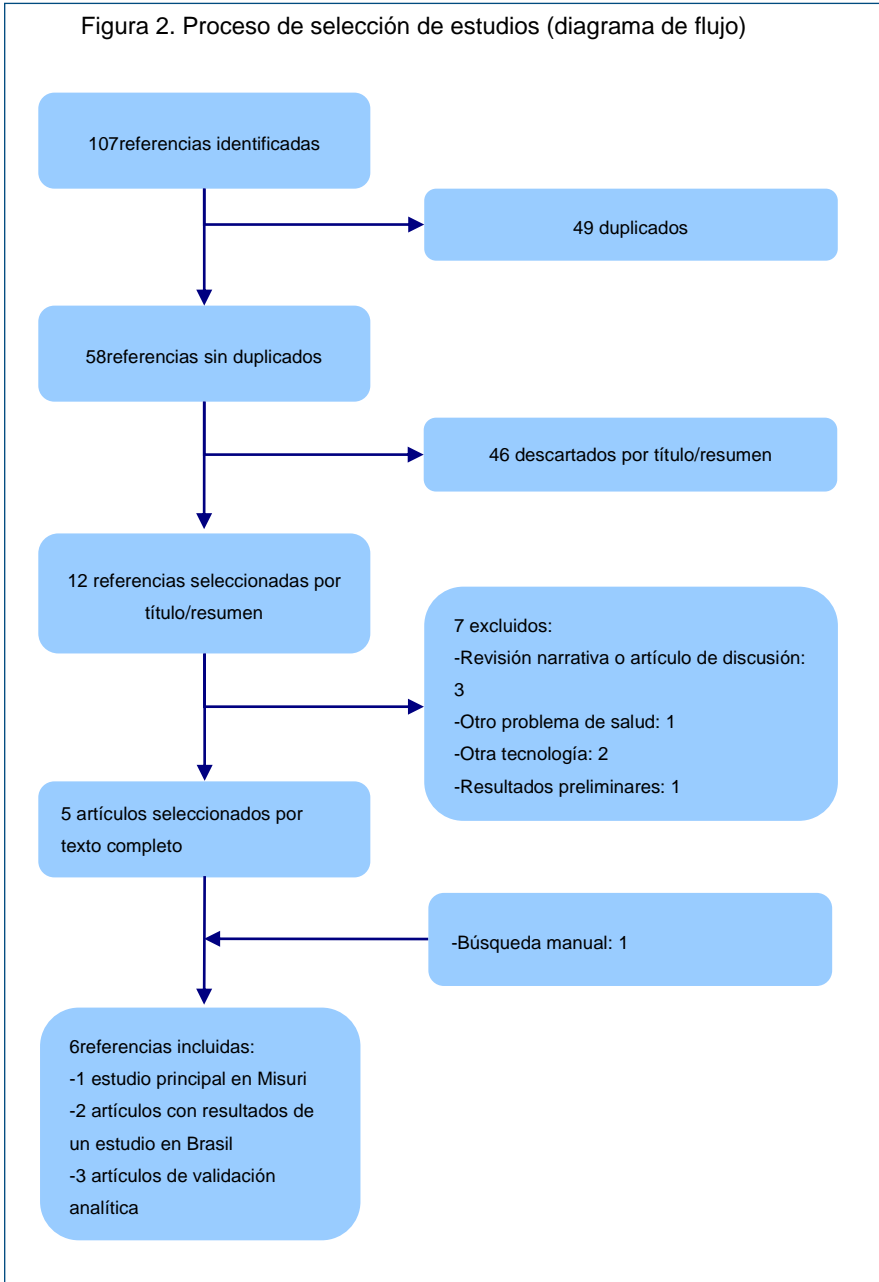 Figura 2. Proceso de selección de estudios (diagrama de flujo)
107referencias identificadas
49 duplicados
58referencias sin duplicados
46 descartados por título/resumen
12 referencias seleccionadas por
título/resumen
7 excluidos:
-Revisión narrativa o artículo de discusión:
3
-Otro problema de salud: 1
-Otra tecnología: 2
-Resultados preliminares: 1
5 artículos seleccionados por
texto completo
-Búsqueda manual: 1
6referencias incluidas:
-1 estudio principal en Misuri
-2 artículos con resultados de
un estudio en Brasil
-3 artículos de validación
analítica